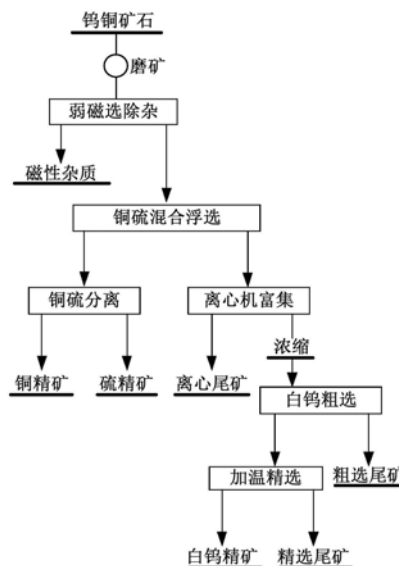 钨铜矿石
磨矿
弱磁选除杂
磁性杂质
铜硫混合浮选
铜硫分离
离心机富集
浓缩
铜精矿
硫精矿
离心尾矿
白钨粗选
加温精选
粗选尾矿
白钨精矿
精选尾矿